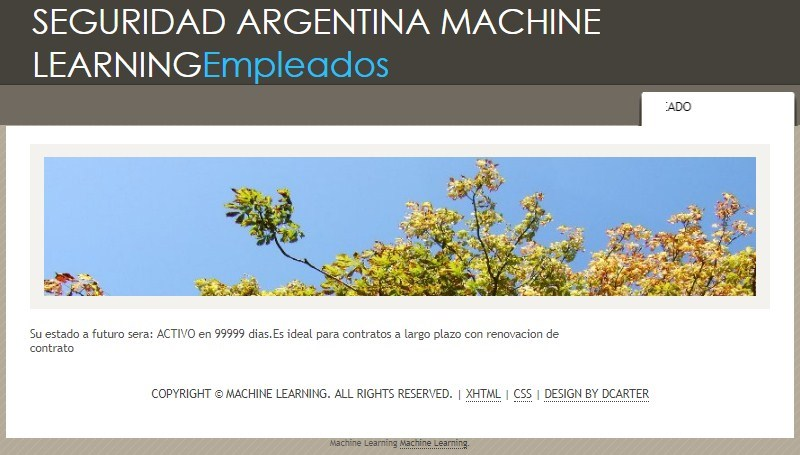 SEGURIDAD ARGENTINA MACHINE
LEARNINGEmpleados
Su estado a futuro sera: ACTIVO en 99999 dias.Es ideal para contratos a largo plazo con renovacion de
contrato
COPYRIGHT © MACHINE LEARNING. ALL RIGHTS RESERVED. | XHTML | CSS | DESIGN BY DCARTER
Machine Learning Machine Learning.